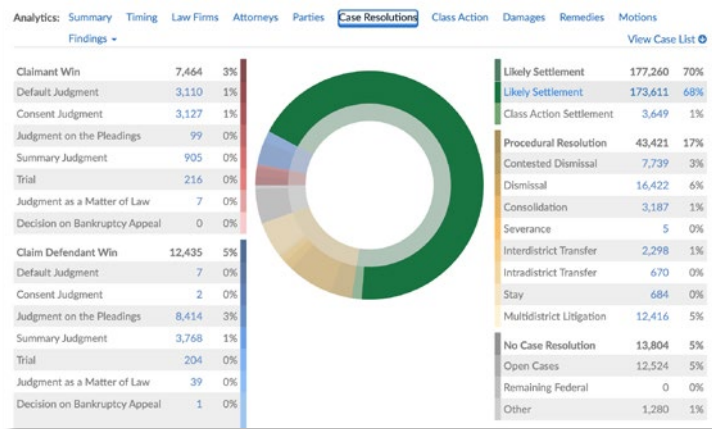 Analytics: Summary Timing Law Firms Attorneys Parties Case Resolutions Class Action Damages Remedies Motions
Findings
View Case List
Claimant Win 7,464 3%
Default Judgment 3,110 1%
Consent Judgment 3,127 1%
Judgment on the Pleadings 99 0%
Summary Judgment 905 0%
Trial 216 0%
Judgment as a Matter of Law 7 0%
Decision on Bankruptcy Appeal 0 0%
Claim Defendant Win 12,435 5%
Default Judgment 7 0%
Consent Judgment 2 0%
Judgment on the Pleadings 8,414 3%
Summary Judgment 3,768 1%
Trial 204 0%
Judgment as a Matter of Law 39 0%
Decision on Bankruptcy Appeal 1 0%
Likely Settlement 177,260 70%
Likely Settlement 173,611 68%
Class Action Settlement 3,649 1%
Procedural Resolution 43,421 17%
Contested Dismissal 7,739 3%
Dismissal 16,422 6%
Consolidation 3,187 1%
Severance 5 0%
Interdistrict Transfer 2,298 1%
Intradistrict Transfer 670 0%
Stay 684 0%
Multidistrict Litigation 12,416 5%
No Case Resolution 13,804 5%
Open Cases 12,524 5%
Remaining Federal 0 0%
Other 1,280 1%